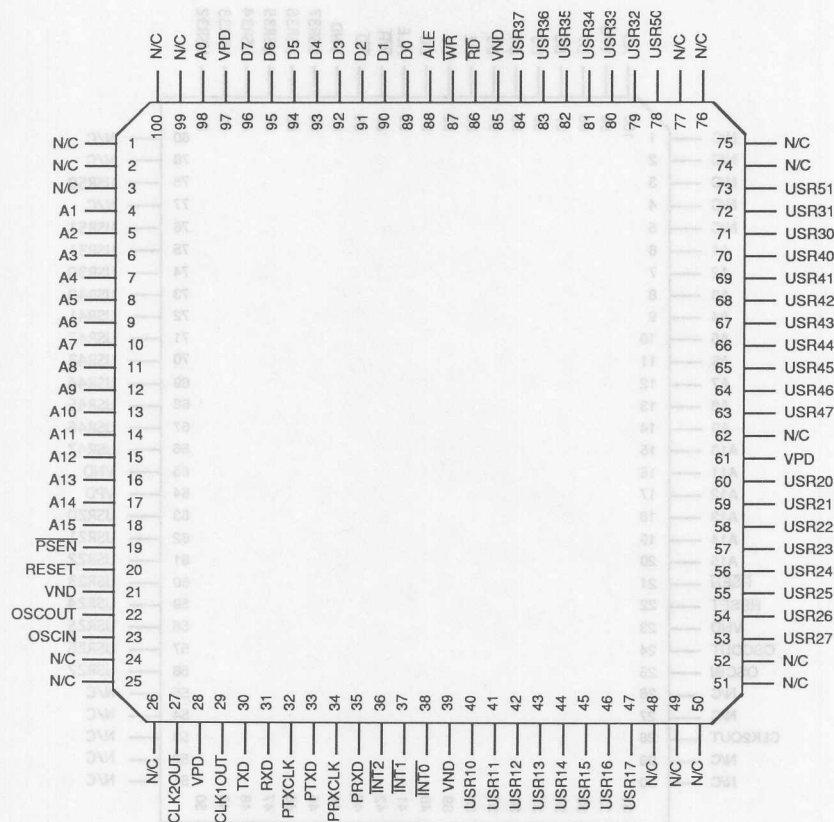 N/C N/C A0 VPD D7 D6 D5 D4 D3 D2 D1 D0 ALE WR RD VND USR37 USR36 USR35 USR34 USR33 USR32 USR50 N/C N/C
100 99 98 97 96 95 94 93 92 91 90 89 88 87 86 85 84 83 82 81 80 79 78 77 76
N/C 1 75 N/C
N/C 2 74 N/C
N/C 3 73 USR51
A1 4 72 USR31
A2 5 71 USR30
A3 6 70 USR40
A4 7 69 USR41
A5 8 68 USR42
A6 9 67 USR43
A7 10 66 USR44
A8 11 65 USR45
A9 12 64 USR46
A10 13 63 USR47
A11 14 62 N/C
A12 15 61 VPD
A13 16 60 USR20
A14 17 59 USR21
A15 18 58 USR22
PSEN 19 57 USR23
RESET 20 56 USR24
VND 21 55 USR25
OSCOUT 22 54 USR26
OSCIN 23 53 USR27
N/C 24 52 N/C
N/C 25 51 N/C
26 27 28 29 30 31 32 33 34 35 36 37 38 39 40 41 42 43 44 45 46 47 48 49 50
N/C CLK2OUT VPD CLK1OUT TXD RXD PTXCLK PTXD PRXCLK PRXD INT2 INT1 INT0 VND USR10 USR11 USR12 USR13 USR14 USR15 USR16 USR17 N/C N/C N/C